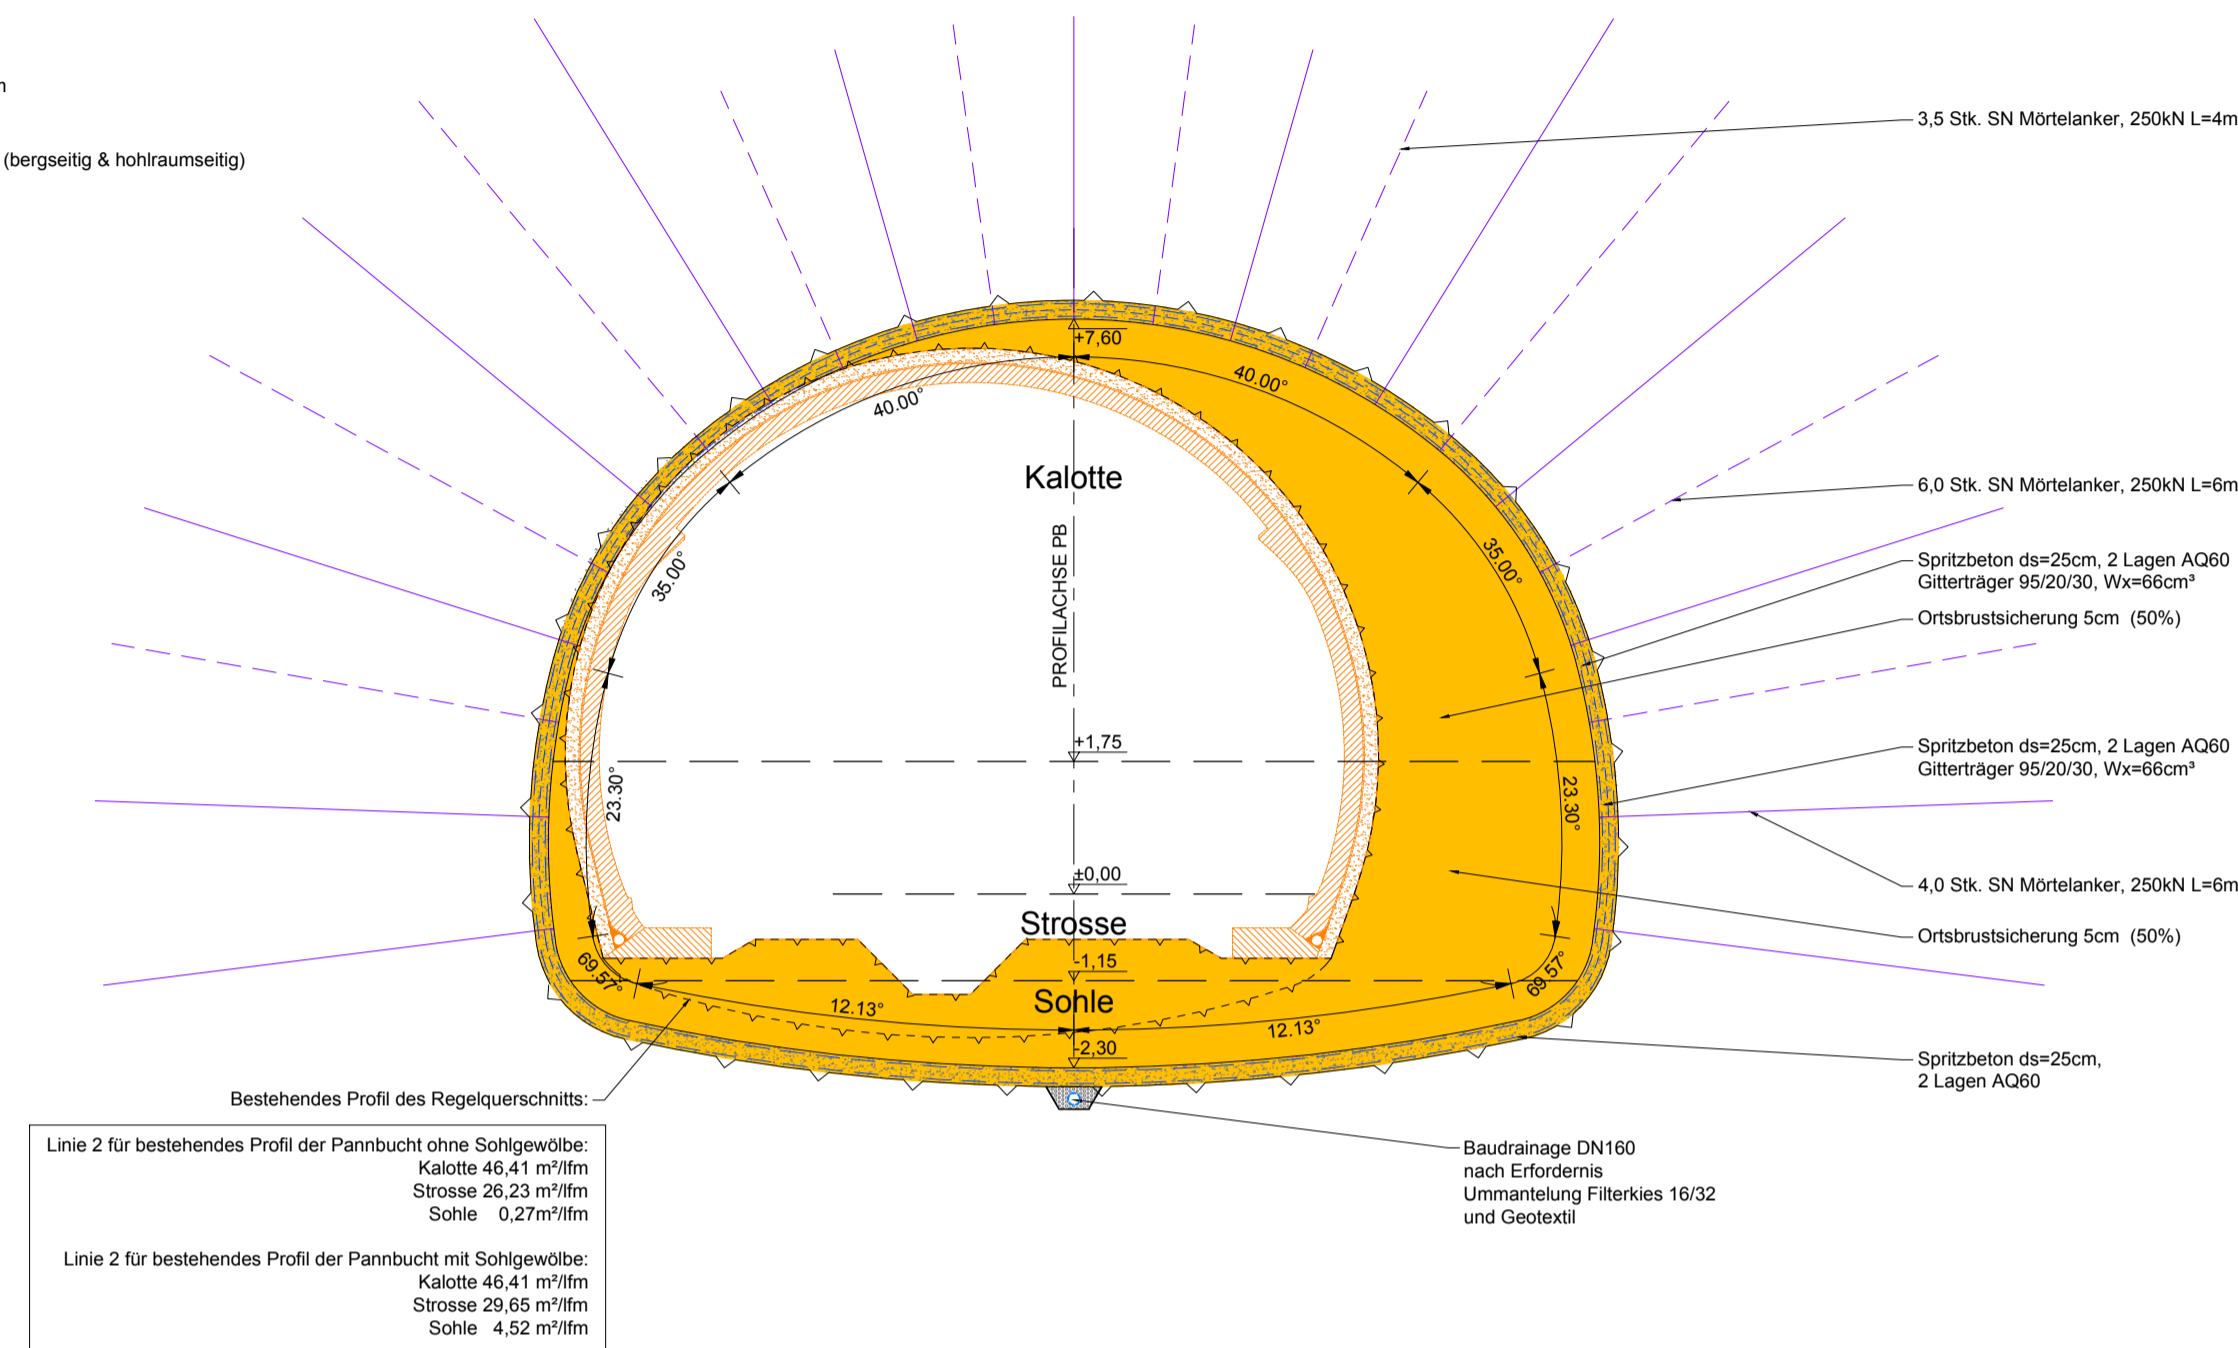 m
(bergseitig & hohlraumseitig)
3,5 Stk. SN Mörtelanker, 250kN L=4m
+7,60
40.00°
40.00°
Kalotte
6,0 Stk. SN Mörtelanker, 250kN L=6m
35.00°
35.00°
PROFILACHSE PB
Spritzbeton ds=25cm, 2 Lagen AQ60
Gitterträger 95/20/30, Wx=66cm³
Ortsbrustsicherung 5cm (50%)
+1,75
Spritzbeton ds=25cm, 2 Lagen AQ60
Gitterträger 95/20/30, Wx=66cm³
23.30°
23.30°
±0,00
4,0 Stk. SN Mörtelanker, 250kN L=6m
Strosse
Ortsbrustsicherung 5cm (50%)
-1,15
69.57°
69.57°
Sohle
12.13°
12.13°
-2,30
Spritzbeton ds=25cm,
2 Lagen AQ60
Bestehendes Profil des Regelquerschnitts:
Linie 2 für bestehendes Profil der Pannbucht ohne Sohlgewölbe:
Kalotte 46,41 m²/lfm
Strosse 26,23 m²/lfm
Sohle 0,27m²/lfm
Linie 2 für bestehendes Profil der Pannbucht mit Sohlgewölbe:
Kalotte 46,41 m²/lfm
Strosse 29,65 m²/lfm
Sohle 4,52 m²/lfm
Baudrainage DN160
nach Erfordernis
Ummantelung Filterkies 16/32
und Geotextil